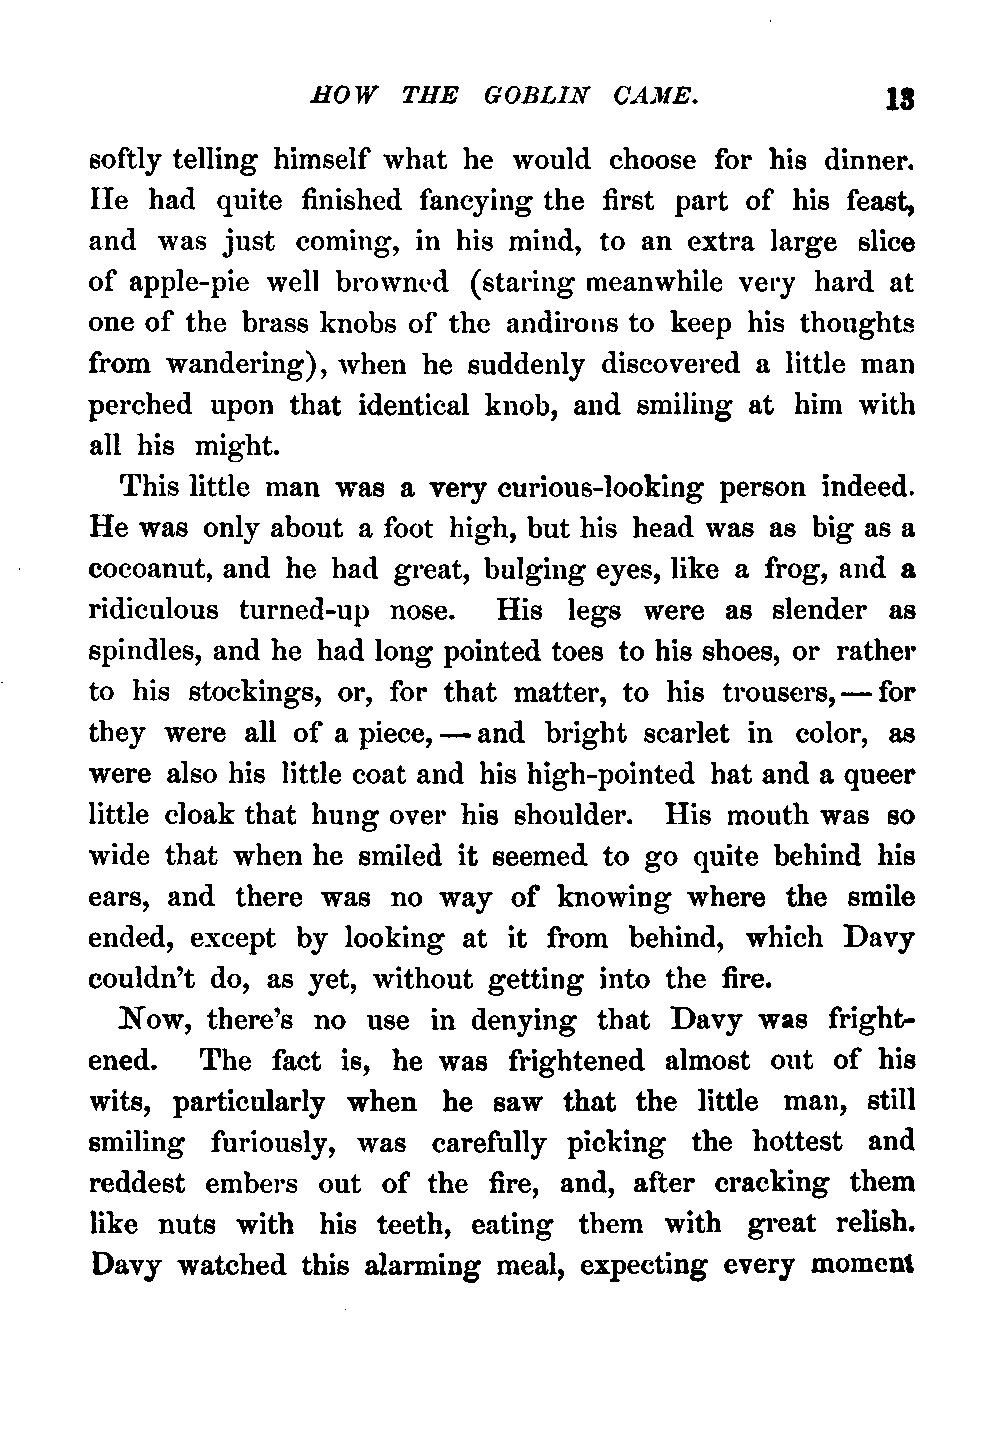 HOW THE GOBLIN CAME. 13
softly telling himself what he would choose for his dinner.
He had quite finished fancying the first part of his feast,
and was just coming, in his mind, to an extra large slice
of apple-pie well browned (staring meanwhile very hard at
one of the brass knobs of the andirons to keep his thoughts
from wandering), when he suddenly discovered a little man
perched upon that identical knob, and smiling at him with
all his might.
This little man was a very curious-looking person indeed.
He was only about a foot high, but his head was as big as a
cocoanut, and he had great, bulging eyes, like a frog, and a
ridiculous turned-up nose. His legs were as slender as
spindles, and he had long pointed toes to his shoes, or rather
to his stockings, or, for that matter, to his trousers,— for
they were all of a piece,— and bright scarlet in color, as
were also his little coat and his high-pointed hat and a queer
little cloak that hung over his shoulder. His mouth was so
wide that when he smiled it seemed to go quite behind his
ears, and there was no way of knowing where the smile
ended, except by looking at it from behind, which Davy
couldn't do, as yet, without getting into the fire.
Now, there's no use in denying that Davy was fright-
ened. The fact is, he was frightened almost out of his
wits, particularly when he saw that the little man, still
smiling furiously, was carefully picking the hottest and
reddest embers out of the fire, and, after cracking them
like nuts with his teeth, eating them with great relish.
Davy watched this alarming meal, expecting every moment